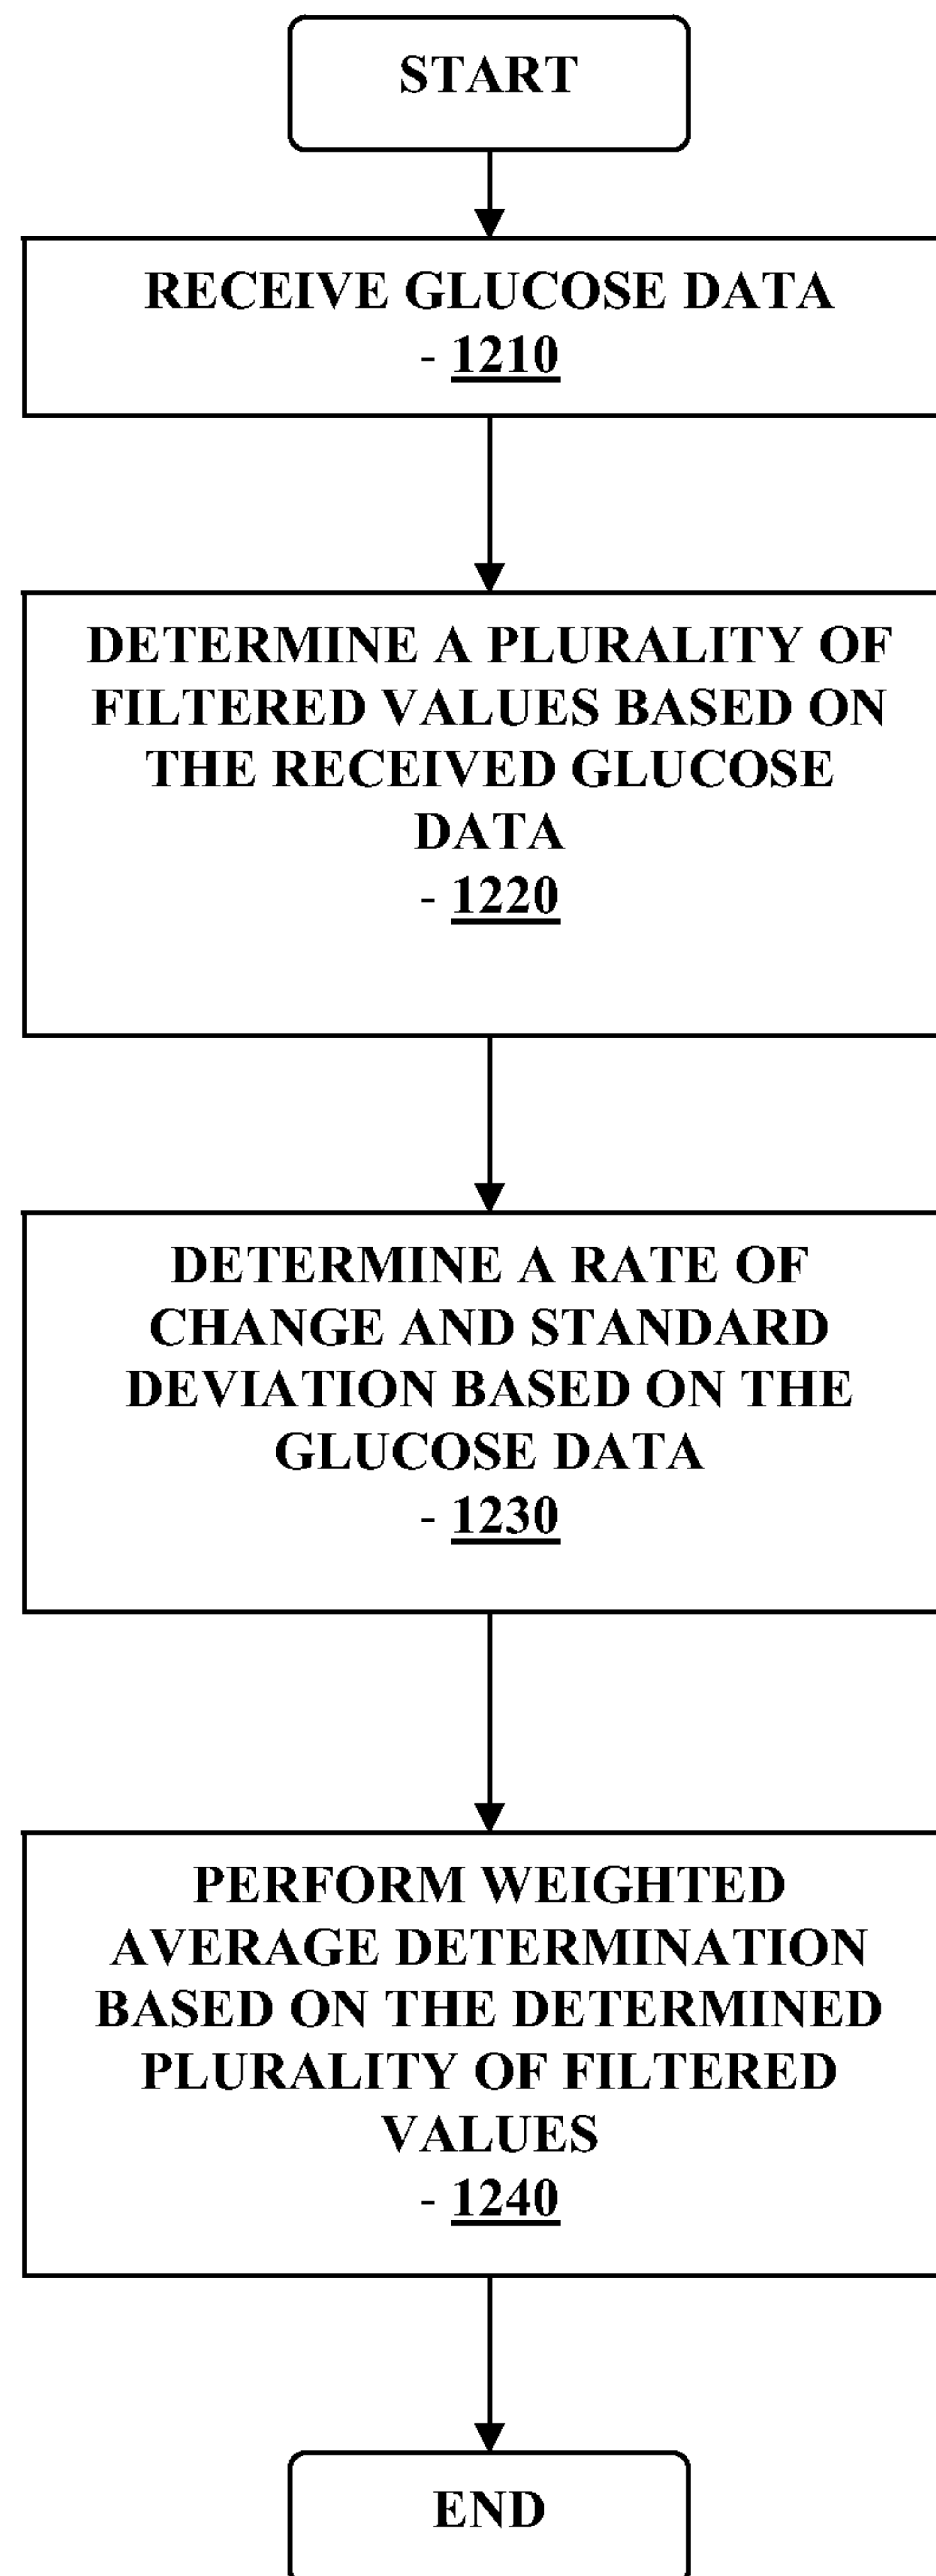 START
RECEIVE GLUCOSE DATA
- 1210
DETERMINE A PLURALITY OF
FILTERED VALUES BASED ON
THE RECEIVED GLUCOSE
DATA
- 1220
DETERMINE A RATE OF
CHANGE AND STANDARD
DEVIATION BASED ON THE
GLUCOSE DATA
- 1230
PERFORM WEIGHTED
AVERAGE DETERMINATION
BASED ON THE DETERMINED
PLURALITY OF FILTERED
VALUES
- 1240
END